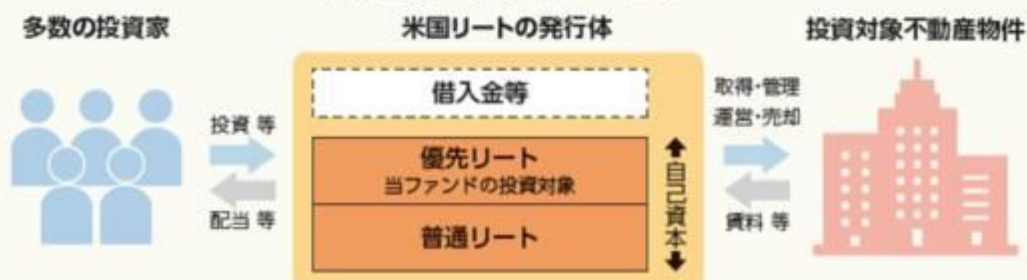 多数の投資家
米国リートの発行体
投資対象不動産物件
借入金等
取得・管理
運営・売却
投資 等
優先リート
当ファンドの投資対象
自己資本
配当 等
普通リート
賃料 等